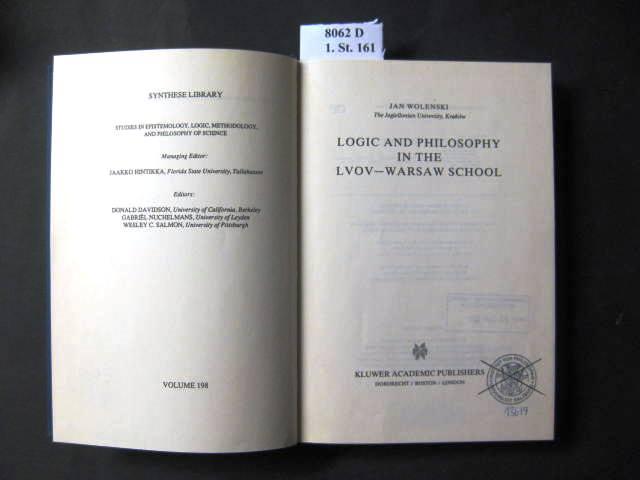 8062 D
1. St. 161
SYNTHESE LIBRARY
STUDIES IN EPISTEMOLOGY, LOGIC, METHODOLOGY,
AND PHILOSOPHY OF SCIENCE
Managing Editor:
JAAKKO HINTIKKA, Florida State University, Tallahassee
Editors:
DONALD DAVIDSON, University of California, Berkeley
GABRIËL NUCHELMANS, University of Leyden
WESLEY C. SALMON, University of Pittsburgh
VOLUME 198
JAN WOLENSKI
The Jagiellonian University, Kraków
LOGIC AND PHILOSOPHY
IN THE
LVOV—WARSAW SCHOOL
KLUWER ACADEMIC PUBLISHERS
DORDRECHT / BOSTON / LONDON